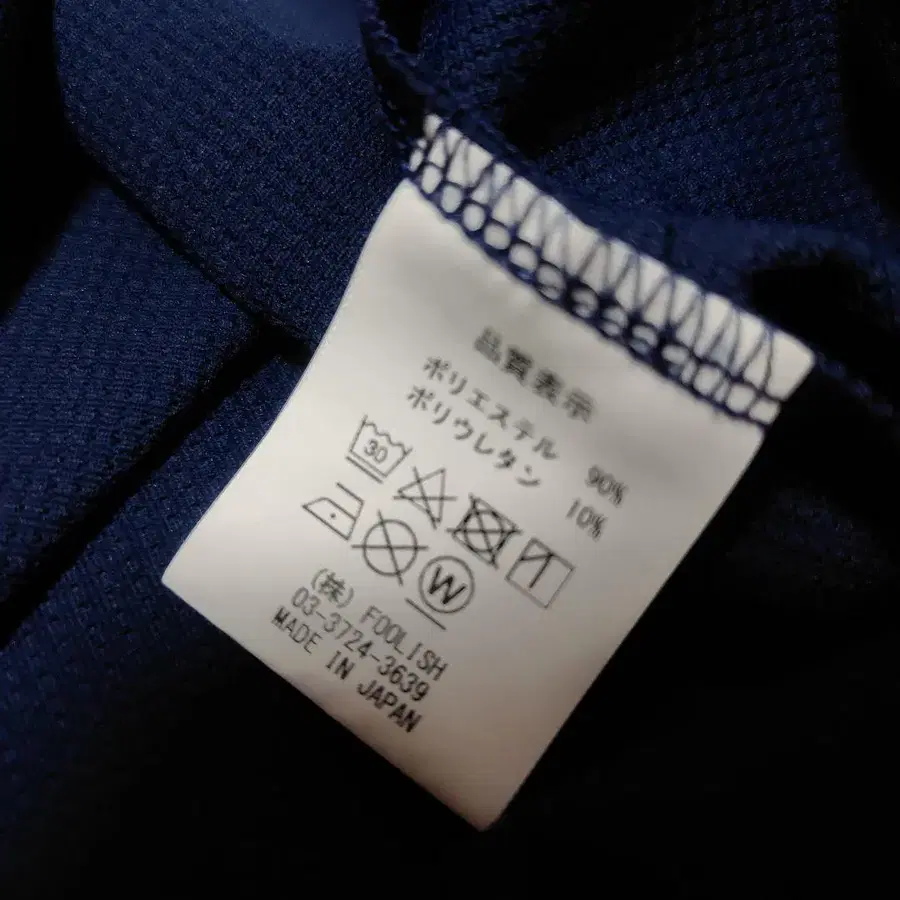 品質表示
ポリエステル 90%
ポリウレタン 10%
30
W
(株) FOOLISH
03-3724-3639
MADE IN JAPAN